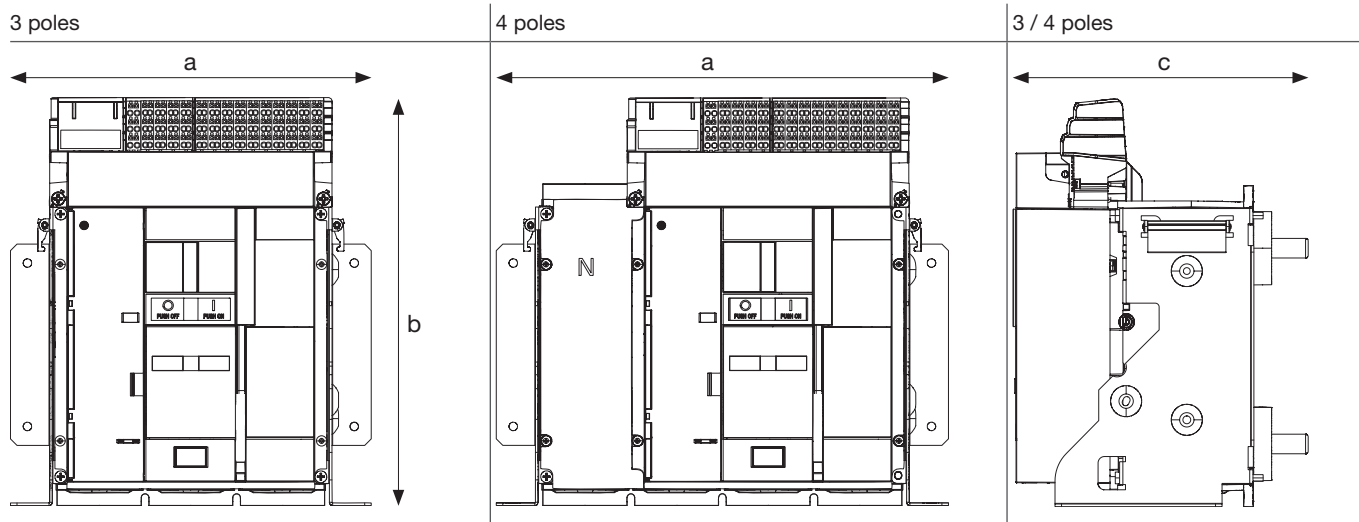 3 poles
4 poles
3 / 4 poles
a
a
c
b
N
PUSH OFF
PUSH ON
PUSH OFF
PUSH ON